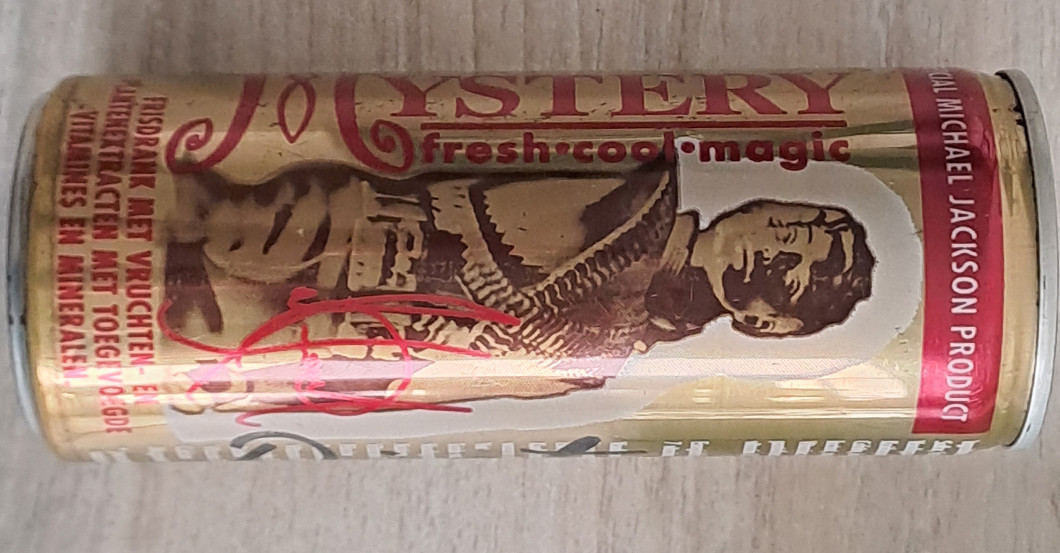 MYSTERY
fresh•cool•magic
MICHAEL JACKSON PRODUCT
FRISDRANK MET VRUCHTEN- EN
PLANTENEXTRACTEN MET TOEGEVOEGDE
VITAMINES EN MINERALEN.